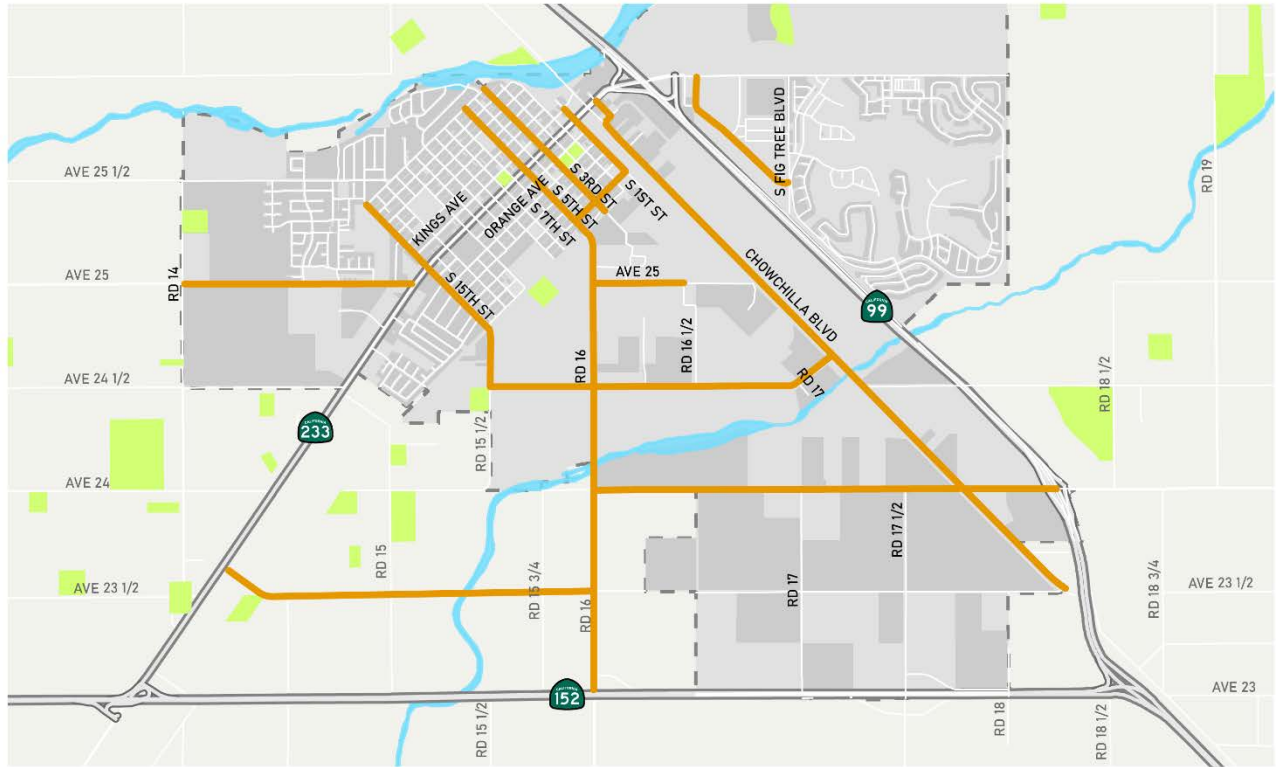 S FIG TREE BLVD
RD 19
AVE 25 1/2
KINGS AVE
ORANGE AVE
S 3RD ST
S 1ST ST
S 5TH ST
S 7TH ST
AVE 25
RD 14
S 15TH ST
AVE 25
CHOWCHILLA BLVD
CALIFORNIA
99
RD 16
RD 16 1/2
RD 17
AVE 24 1/2
RD 18 1/2
CALIFORNIA
233
RD 15 1/2
AVE 24
RD 17 1/2
RD 15
RD 15 3/4
RD 16
RD 17
RD 18 3/4
AVE 23 1/2
AVE 23 1/2
CALIFORNIA
152
RD 15 1/2
RD 18
RD 18 1/2
AVE 23